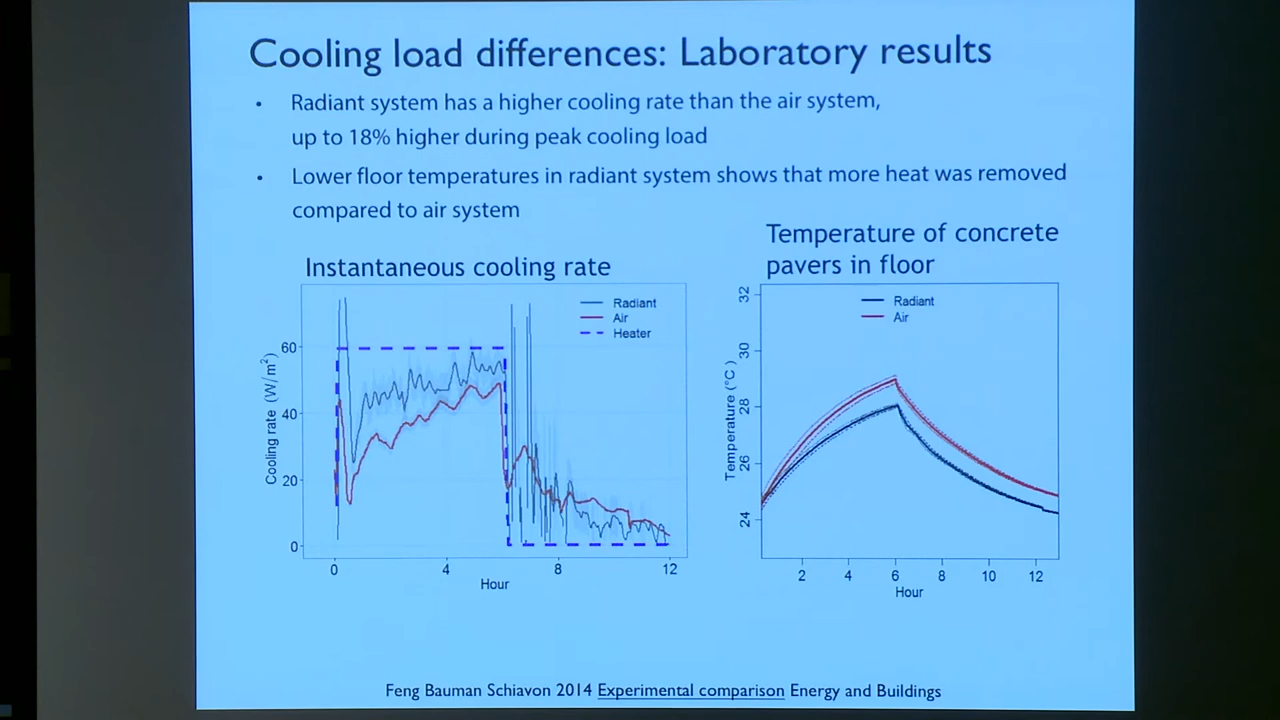 Cooling load differences: Laboratory results
• Radiant system has a higher cooling rate than the air system,
up to 18% higher during peak cooling load
• Lower floor temperatures in radiant system shows that more heat was removed
compared to air system
Instantaneous cooling rate
Radiant
Air
Heater
Cooling rate (W/m²)
60
40
20
0
0 4 8 12
Hour
Temperature of concrete
pavers in floor
Radiant
Air
Temperature (°C)
32
30
28
26
24
2 4 6 8 10 12
Hour
Feng Bauman Schiavon 2014 Experimental comparison Energy and Buildings